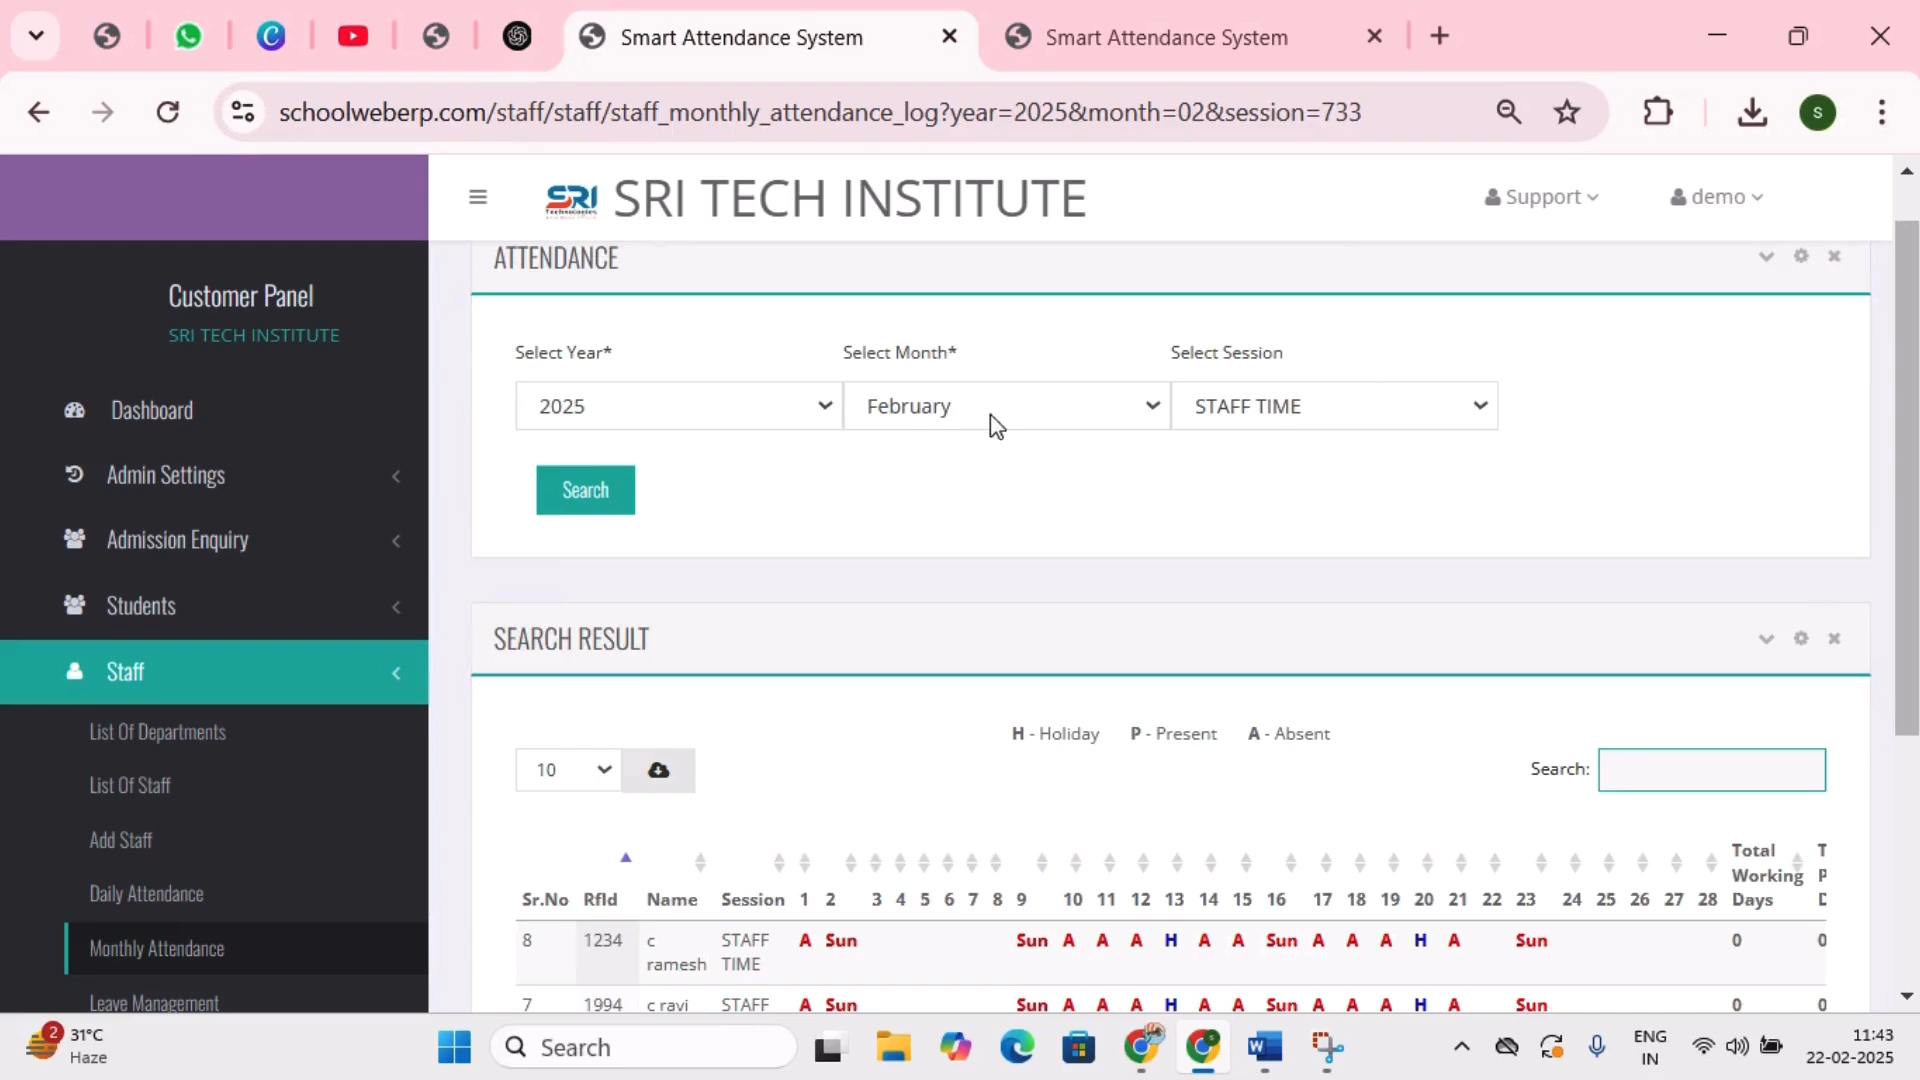 Smart Attendance System
Smart Attendance System
schoolweberp.com/staff/staff/staff_monthly_attendance_log?year=2025&month=02&session=733
S
SRI
Technologies
SRI TECH INSTITUTE
Support
demo
Customer Panel
SRI TECH INSTITUTE
Dashboard
Admin Settings
Admission Enquiry
Students
Staff
List Of Departments
List Of Staff
Add Staff
Daily Attendance
Monthly Attendance
Leave Management
ATTENDANCE
Select Year* Select Month* Select Session
2025 February STAFF TIME
Search
SEARCH RESULT
H - Holiday P - Present A - Absent
10 Search:
Sr.No RfId Name Session 1 2 3 4 5 6 7 8 9 10 11 12 13 14 15 16 17 18 19 20 21 22 23 24 25 26 27 28 Total Working Days T P D
8 1234 c ramesh STAFF TIME A Sun Sun A A A H A A Sun A A A H A Sun 0 0
7 1994 c ravi STAFF A Sun Sun A A A H A A Sun A A A H A Sun 0 0
2
31°C
Haze
Search
W
ENG
IN
11:43
22-02-2025